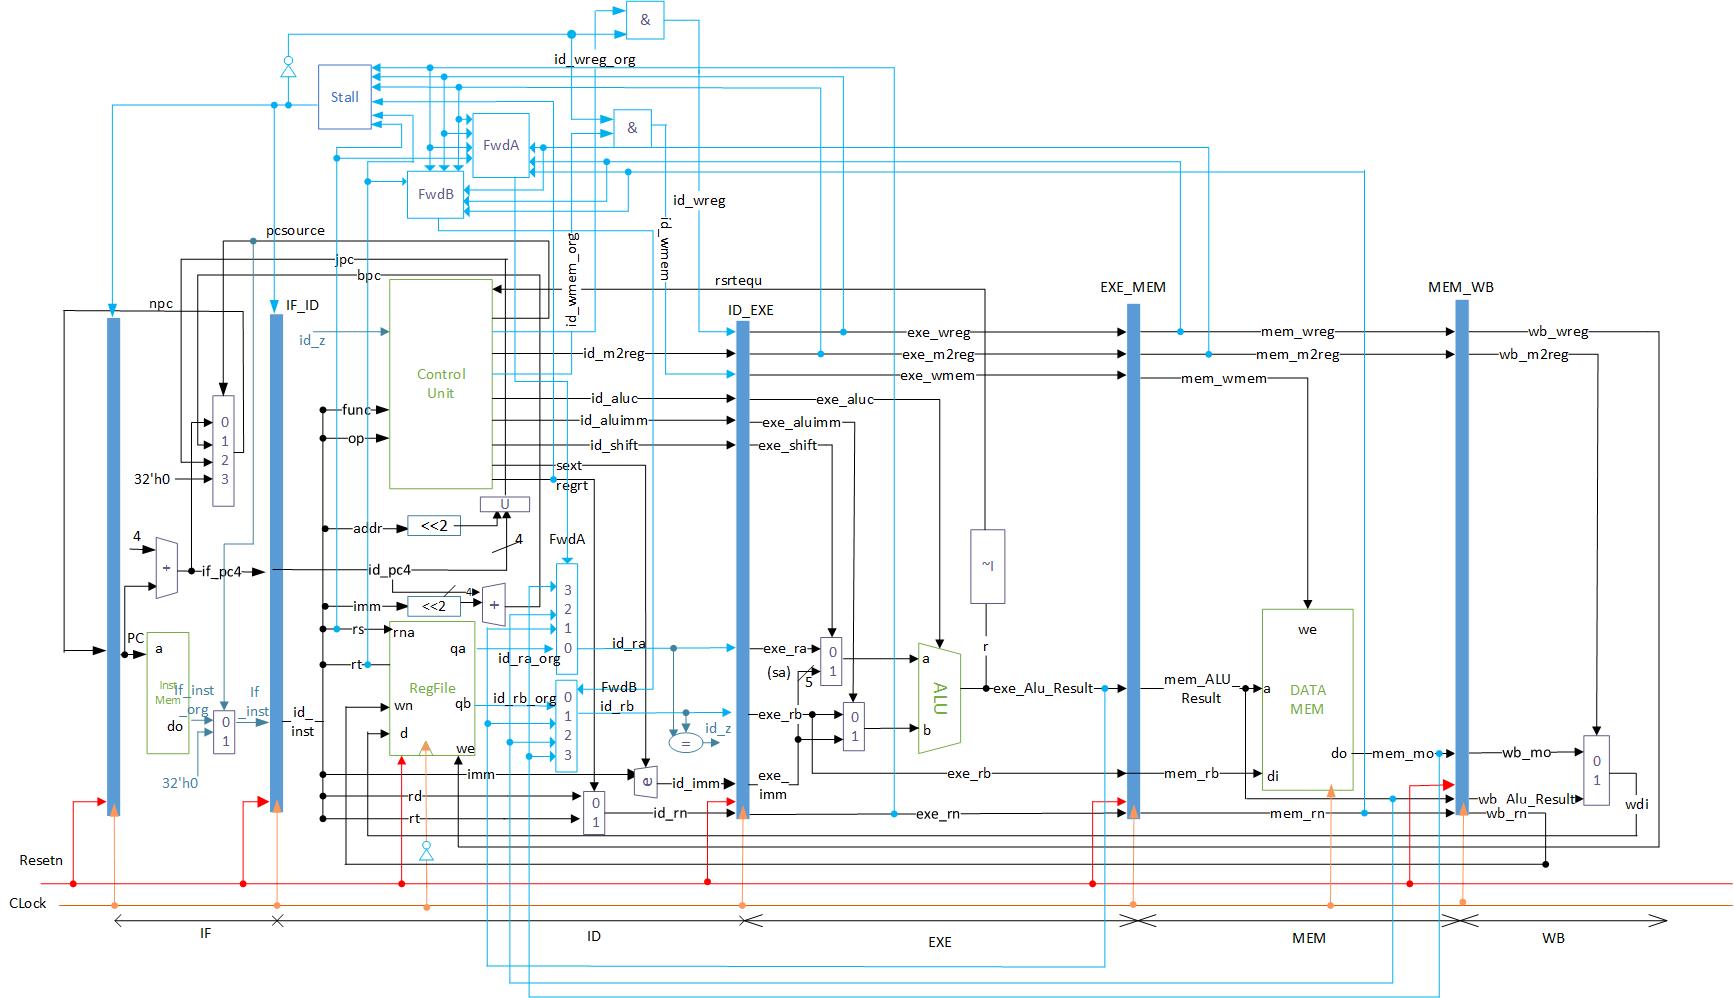 &
id_wreg_org
Stall
&
FwdA
FwdB
id_wreg
id_wmem_org
id_wmem
pcsource
jpc
bpc
rsrtequ
npc
IF_ID
id_z
ID_EXE
EXE_MEM
MEM_WB
Control
Unit
id_m2reg
id_aluc
id_aluimm
id_shift
sext
regrt
func
op
exe_wreg
exe_m2reg
exe_wmem
exe_aluc
exe_aluimm
exe_shift
mem_wreg
mem_m2reg
mem_wmem
wb_wreg
wb_m2reg
0
1
2
3
32'h0
4
+
if_pc4
PC
a
Inst
Mem
do
If_inst
_org
0
1
If
_inst
32'h0
id_
inst
addr
<<2
U
4
id_pc4
imm
<<2
4
+
rs
rna
rt
qa
RegFile
wn
qb
d
we
id_ra_org
id_rb_org
FwdA
3
2
1
0
id_ra
FwdB
0
1
2
3
id_rb
id_z
=
imm
e
id_imm
rd
rt
0
1
id_rn
exe_ra
(sa)
5
0
1
exe_rb
0
1
exe_
imm
a
b
ALU
~|
r
exe_Alu_Result
exe_rb
exe_rn
mem_ALU_
Result
we
a
DATA
MEM
do
di
mem_mo
mem_rb
mem_rn
wb_mo
wb_Alu_Result
wb_rn
0
1
wdi
Resetn
CLock
IF
ID
EXE
MEM
WB